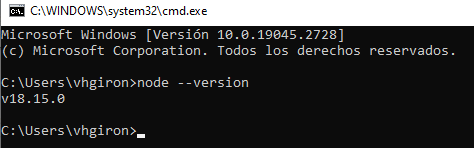 C:\WINDOWS\system32\cmd.exe
Microsoft Windows [Versión 10.0.19045.2728]
(c) Microsoft Corporation. Todos los derechos reservados.
C:\Users\vhgiron>node --version
v18.15.0
C:\Users\vhgiron>